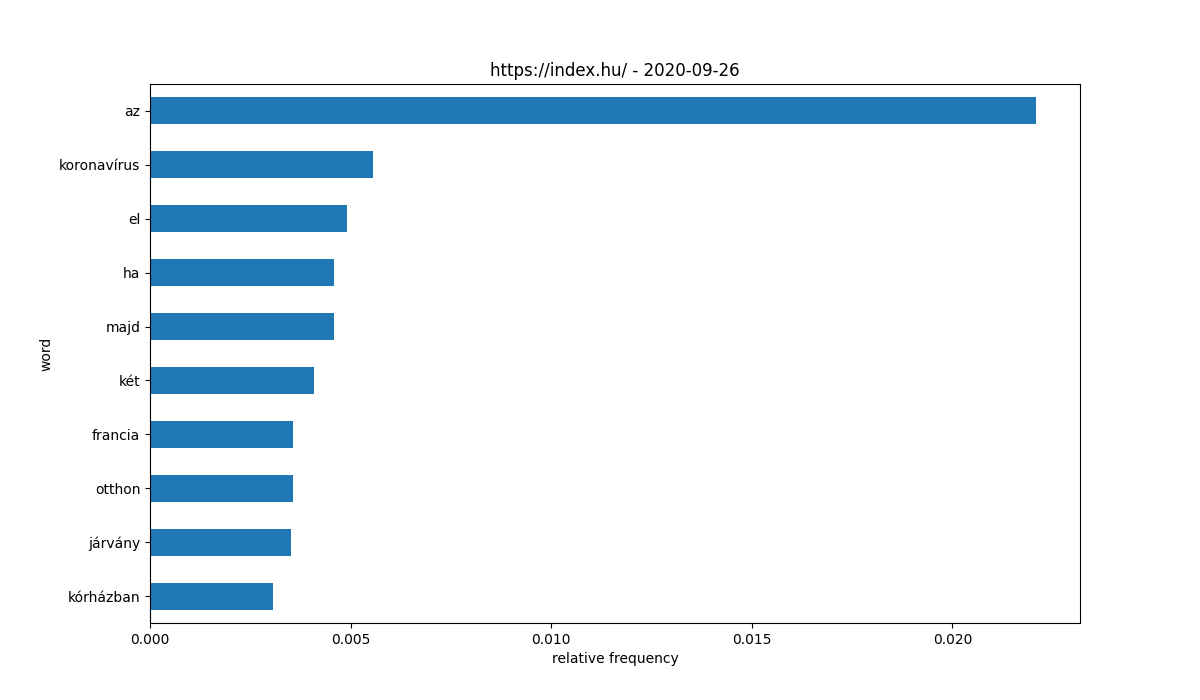 https://index.hu/ - 2020-09-26
word
az
koronavírus
el
ha
majd
két
francia
otthon
járvány
kórházban
0.000 0.005 0.010 0.015 0.020
relative frequency